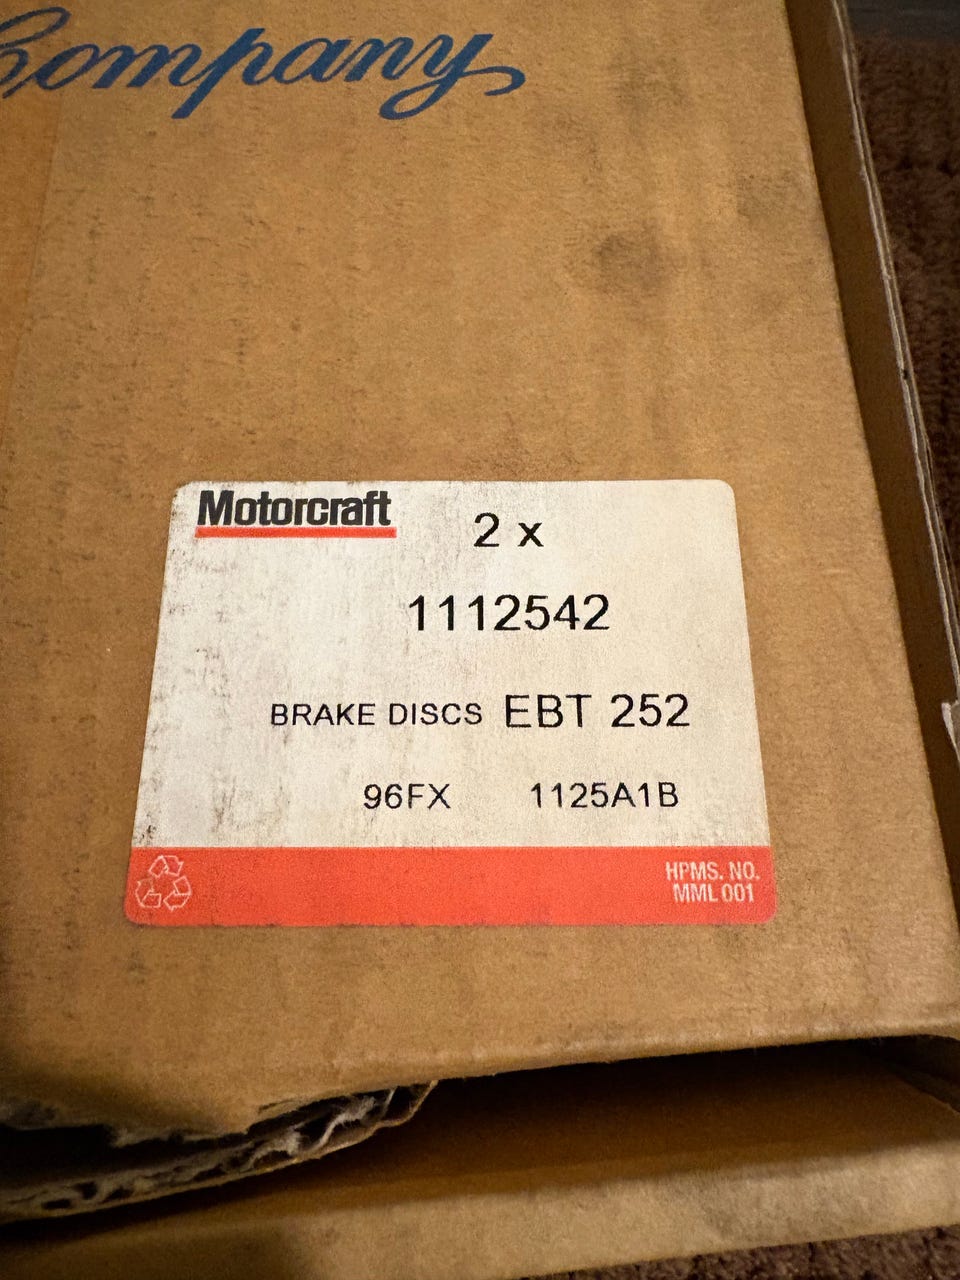 Company
Motorcraft
2 x
1112542
BRAKE DISCS EBT 252
96FX 1125A1B
HPMS. NO.
MML 001